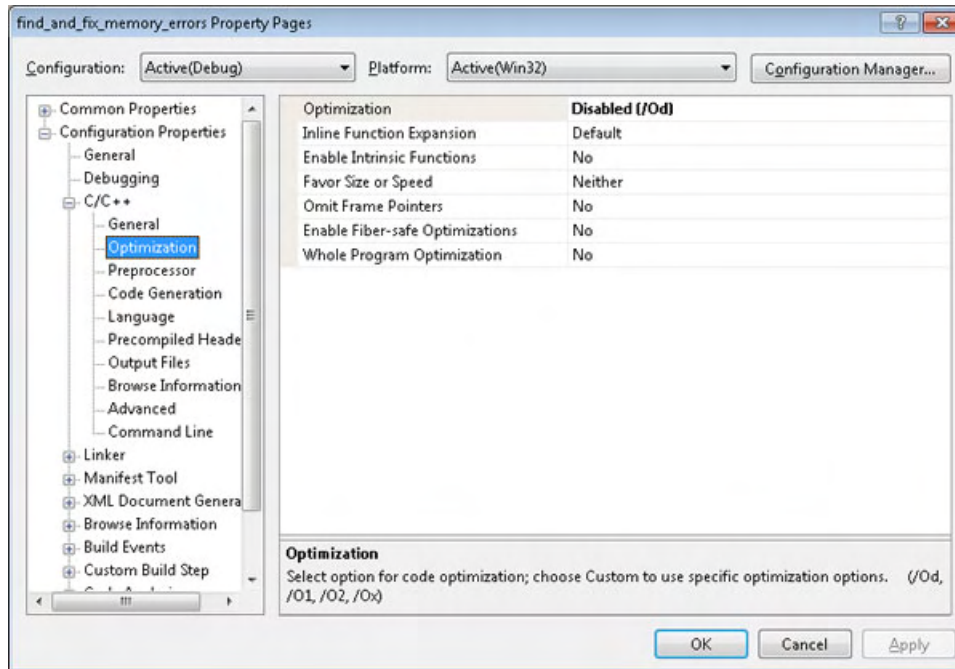 find_and_fix_memory_errors Property Pages
Configuration: Active(Debug) Platform: Active(Win32) Configuration Manager...
Common Properties
Configuration Properties
General
Debugging
C/C++
General
Optimization
Preprocessor
Code Generation
Language
Precompiled Heade
Output Files
Browse Information
Advanced
Command Line
Linker
Manifest Tool
XML Document Genera
Browse Information
Build Events
Custom Build Step
Optimization Disabled (/Od)
Inline Function Expansion Default
Enable Intrinsic Functions No
Favor Size or Speed Neither
Omit Frame Pointers No
Enable Fiber-safe Optimizations No
Whole Program Optimization No
Optimization
Select option for code optimization; choose Custom to use specific optimization options. (/Od,
/O1, /O2, /Ox)
OK Cancel Apply